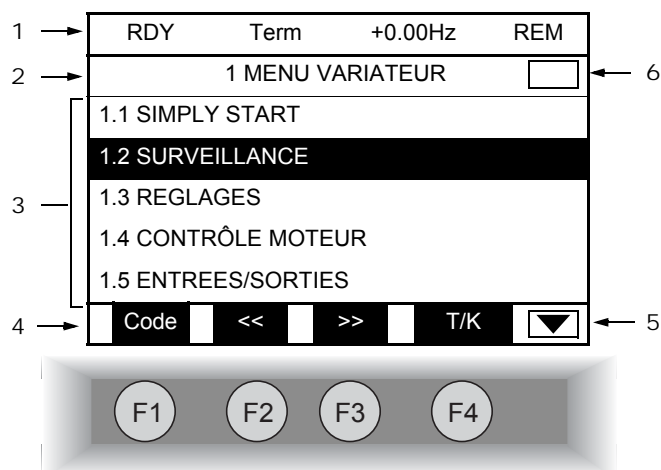 1 RDY Term +0.00Hz REM
2 1 MENU VARIATEUR 6
1.1 SIMPLY START
1.2 SURVEILLANCE
3 1.3 REGLAGES
1.4 CONTRÔLE MOTEUR
1.5 ENTREES/SORTIES
4 Code << >> T/K 5
F1 F2 F3 F4